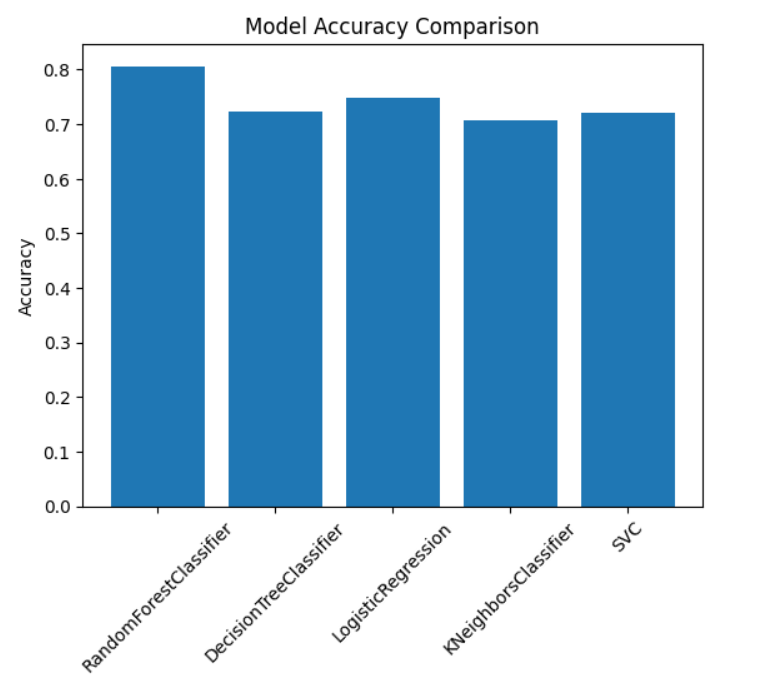 Model Accuracy Comparison
Accuracy
0.8
0.7
0.6
0.5
0.4
0.3
0.2
0.1
0.0
RandomForestClassifier
DecisionTreeClassifier
LogisticRegression
KNeighborsClassifier
SVC